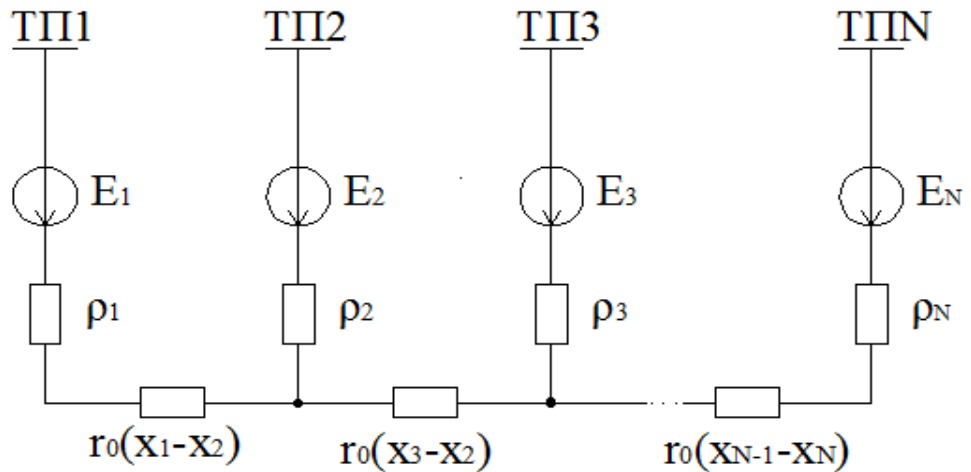 ТП1 ТП2 ТП3 ТПN
E1 E2 E3 EN
ρ1 ρ2 ρ3 ρN
r0(x1-x2) r0(x3-x2) r0(xN-1-xN)